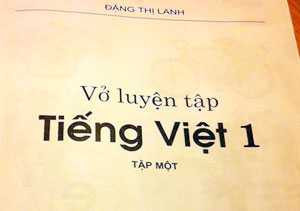 ĐẶNG THỊ LANH
Vở luyện tập
Tiếng Việt 1
TẬP MỘT